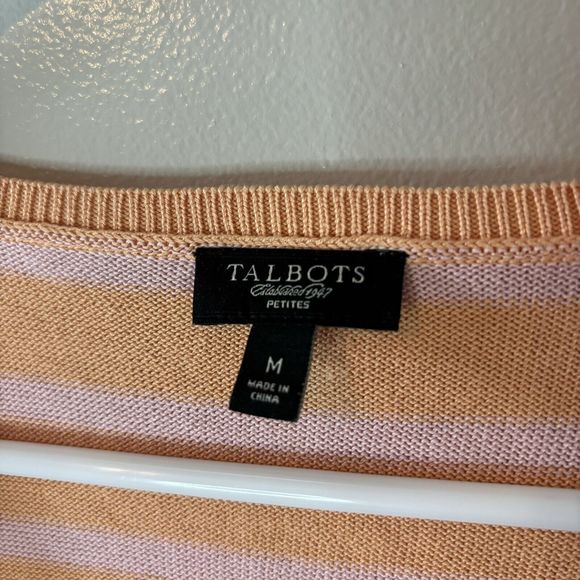 TALBOTS
Established 1947
PETITES
M
MADE IN
CHINA